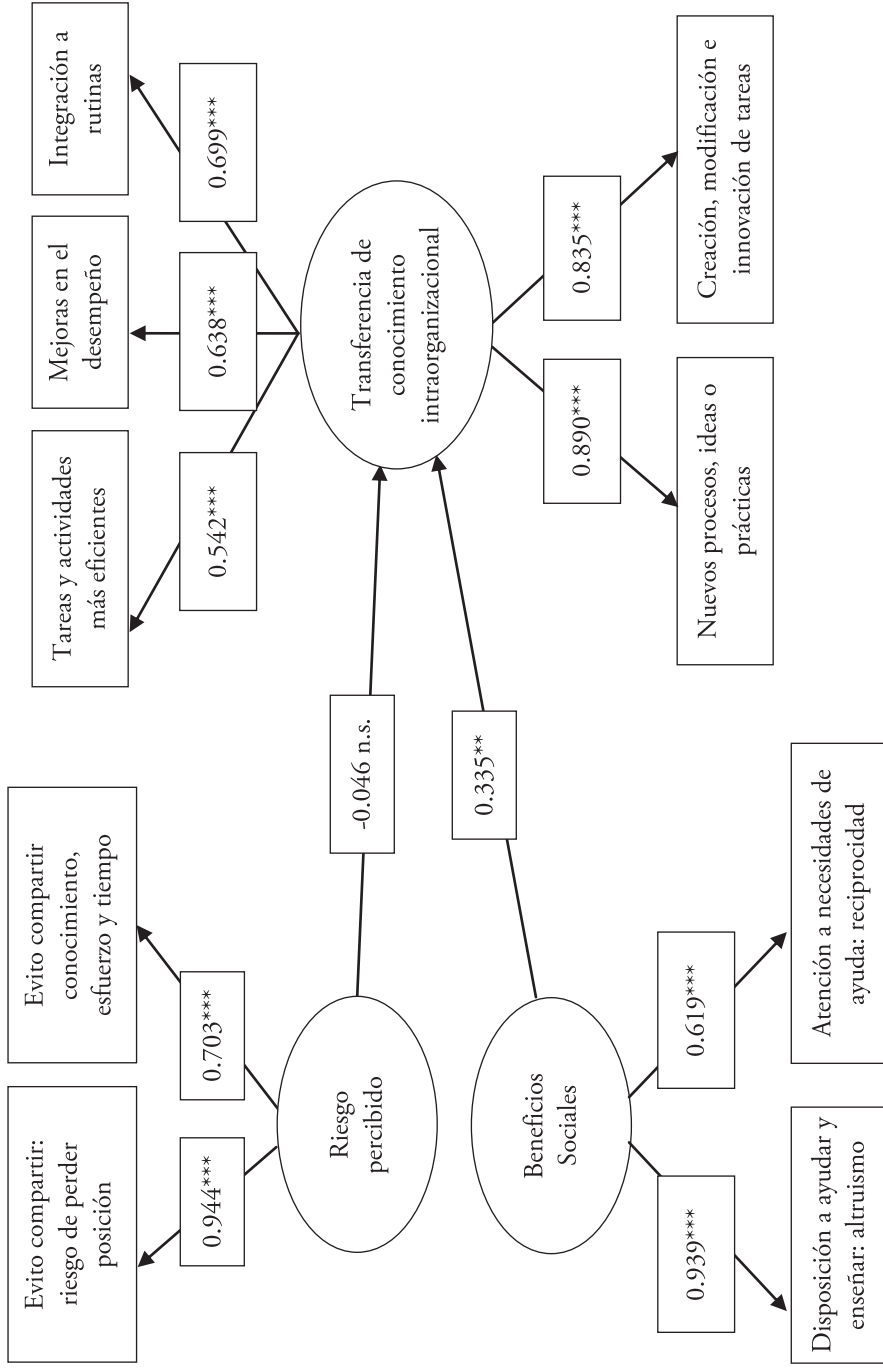 Evito compartir:
riesgo de perder
posición
Evito compartir
conocimiento,
esfuerzo y tiempo
Tareas y actividades
más eficientes
Mejoras en el
desempeño
Integración a
rutinas
0.944***
0.703***
0.542***
0.638***
0.699***
Riesgo
percibido
-0.046 n.s.
Transferencia de
conocimiento
intraorganizacional
Beneficios
Sociales
0.335**
0.939***
0.619***
0.890***
0.835***
Disposición a ayudar y
enseñar: altruismo
Atención a necesidades de
ayuda: reciprocidad
Nuevos procesos, ideas o
prácticas
Creación, modificación e
innovación de tareas